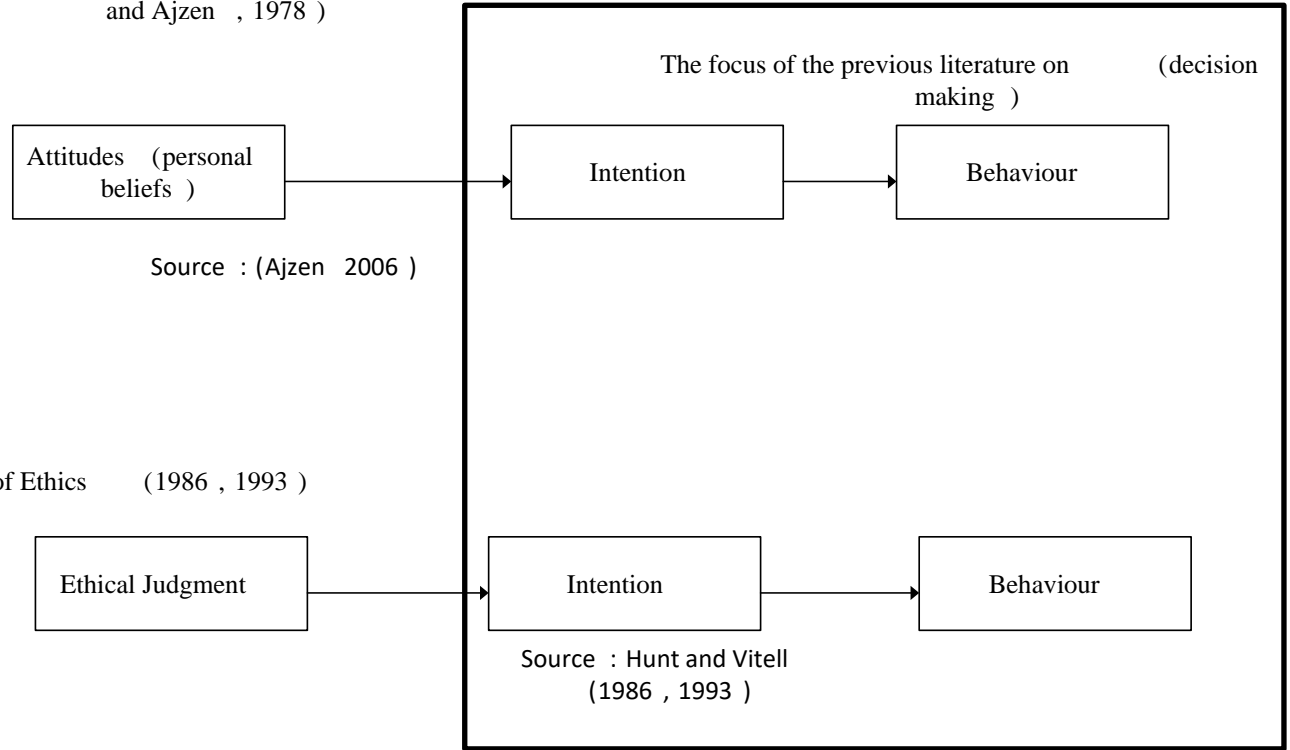 and Ajzen , 1978 )
The focus of the previous literature on (decision
making )
Attitudes (personal
beliefs )
Intention
Behaviour
Source : (Ajzen 2006 )
of Ethics (1986 , 1993 )
Ethical Judgment
Intention
Behaviour
Source : Hunt and Vitell
(1986 , 1993 )